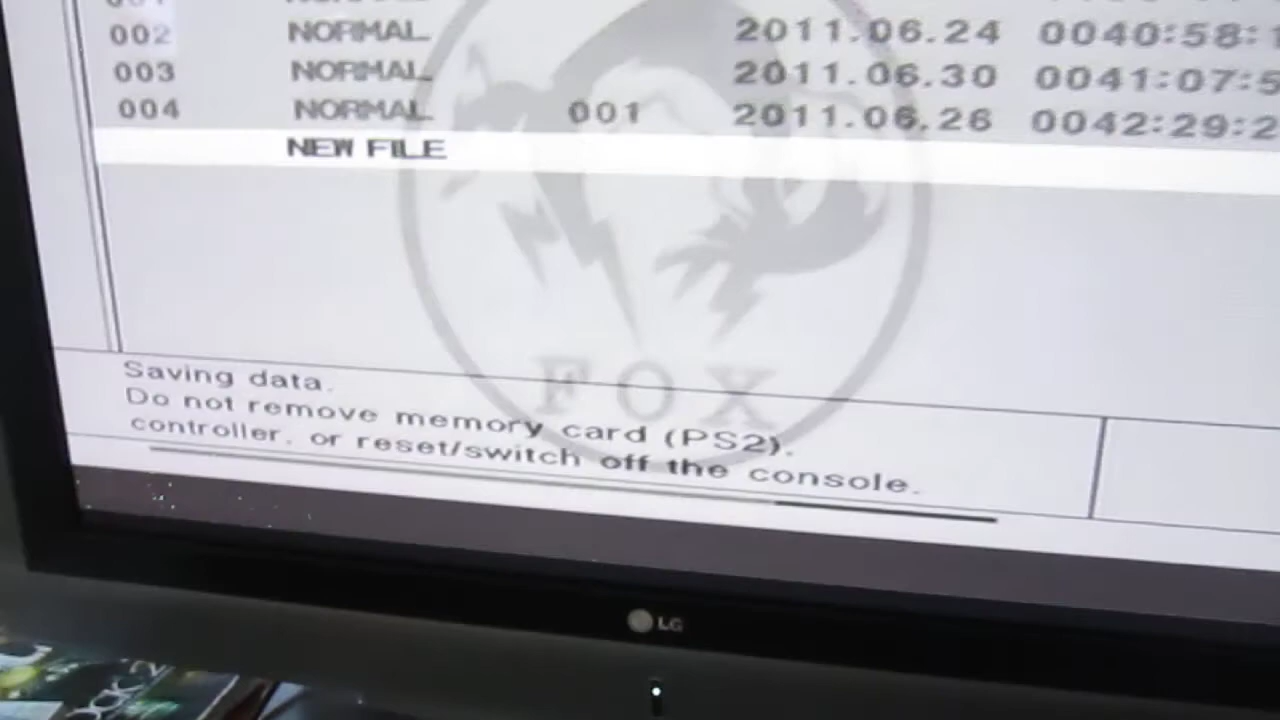 002 NORMAL 2011.06.24 0040:58:
003 NORMAL 2011.06.30 0041:07:5
004 NORMAL 001 2011.06.26 0042:29:2
NEW FILE
FOX
Saving data.
Do not remove memory card (PS2).
controller. or reset/switch off the console.
LG